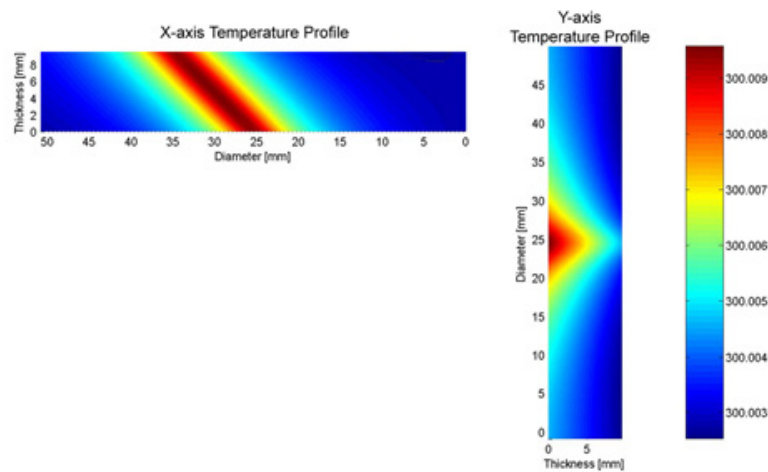 X-axis Temperature Profile
Thickness [mm]
8
6
4
2
0
50 45 40 35 30 25 20 15 10 5 0
Diameter [mm]
Y-axis
Temperature Profile
Diameter [mm]
45
40
35
30
25
20
15
10
5
0
0 5
Thickness [mm]
300.009
300.008
300.007
300.006
300.005
300.004
300.003